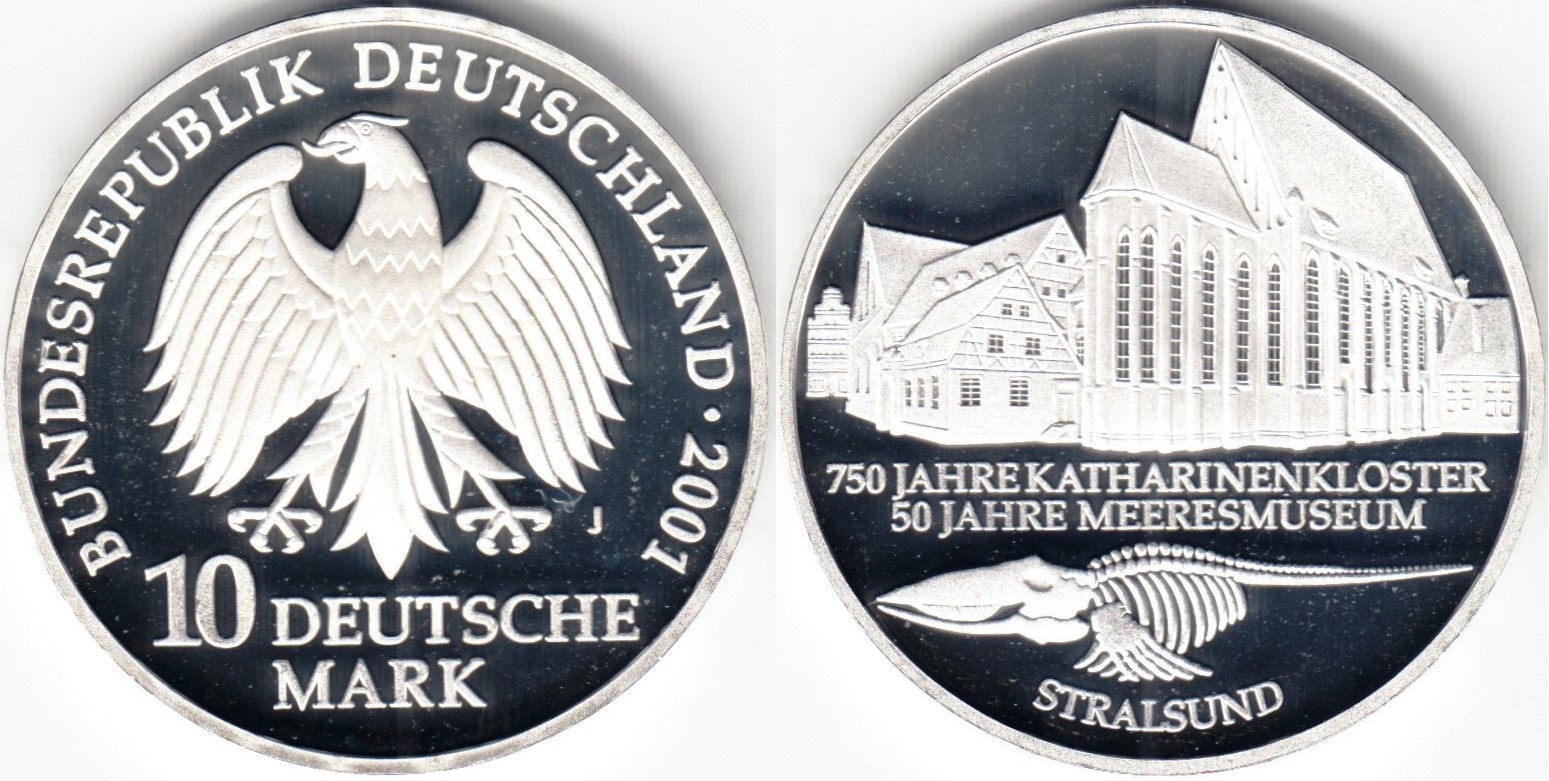 BUNDESREPUBLIK DEUTSCHLAND · 2001
J
10 DEUTSCHE
MARK
750 JAHRE KATHARINENKLOSTER
50 JAHRE MEERESMUSEUM
STRALSUND